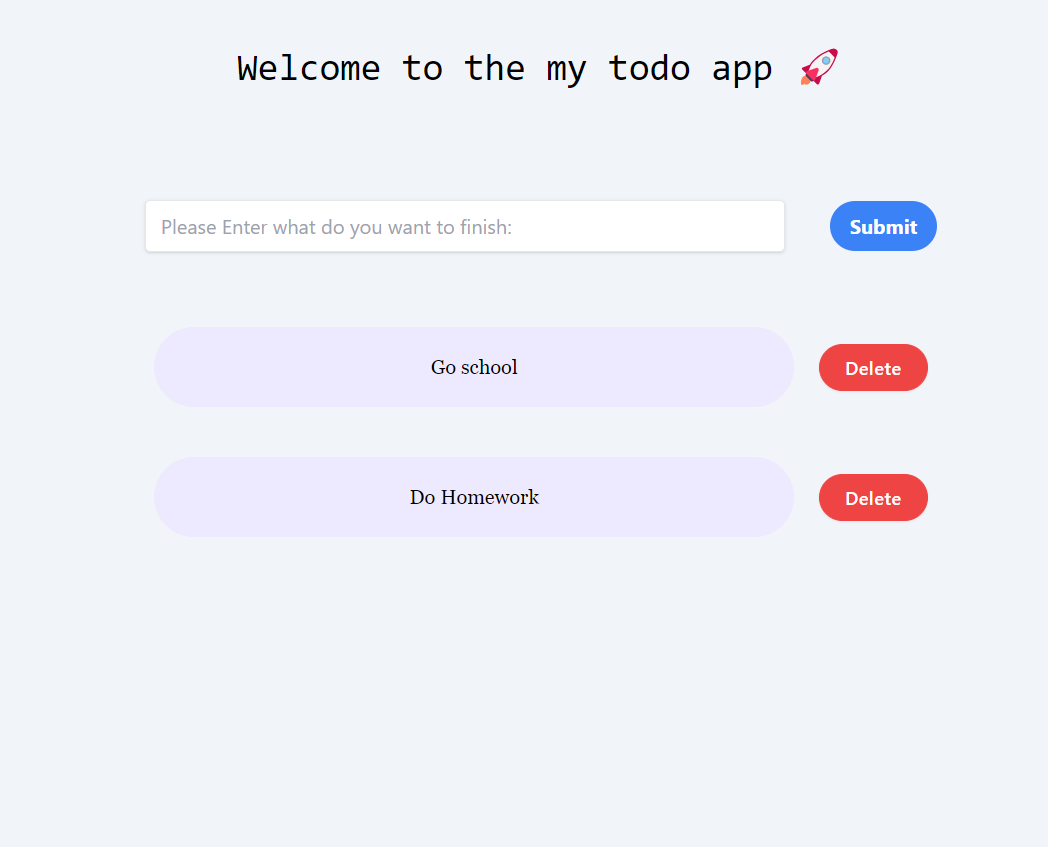 Welcome to the my todo app 🚀
Please Enter what do you want to finish:
Submit
Go school
Delete
Do Homework
Delete